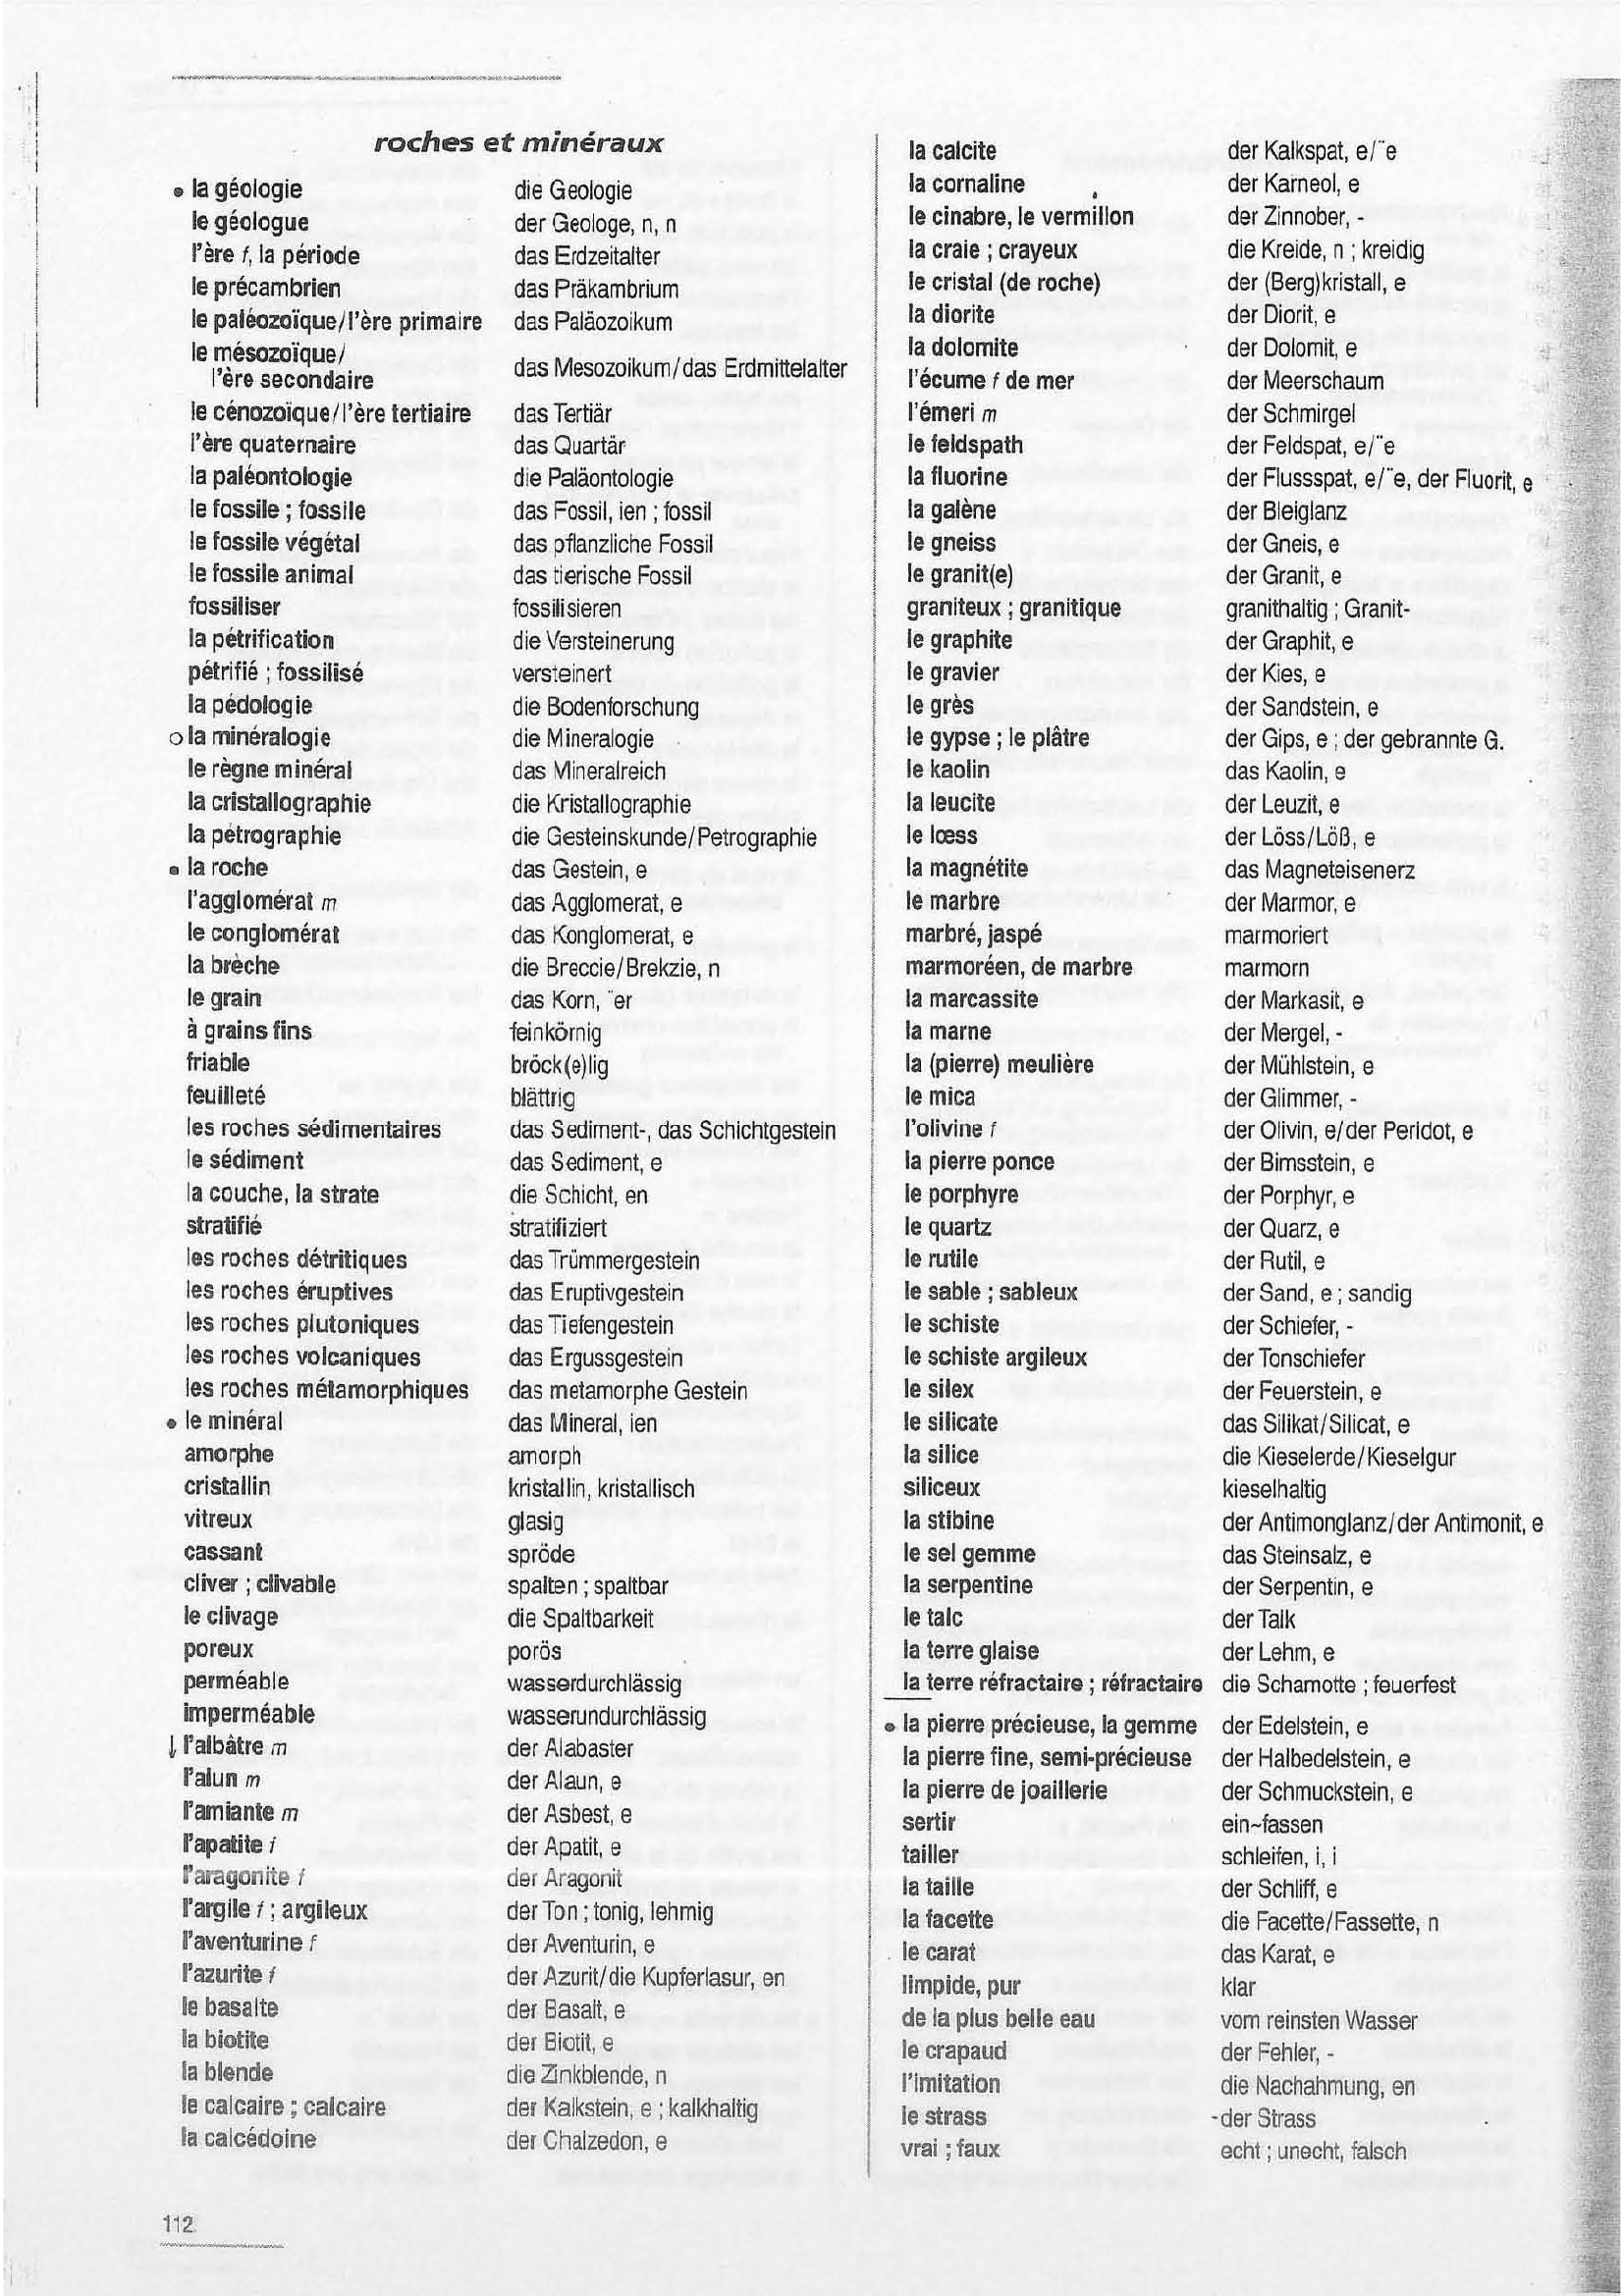 roches et minéraux
• la géologie die Geologie
le géologue der Geologe, n, n
l'ère f, la période das Erdzeitalter
le précambrien das Präkambrium
le paléozoïque/l'ère primaire das Paläozoikum
le mésozoïque/
l'ère secondaire das Mesozoikum/das Erdmittelalter
le cénozoïque/l'ère tertiaire das Tertiär
l'ère quaternaire das Quartär
la paléontologie die Paläontologie
le fossile ; fossile das Fossil, ien ; fossil
le fossile végétal das pflanzliche Fossil
le fossile animal das tierische Fossil
fossiliser fossilisieren
la pétrification die Versteinerung
pétrifié ; fossilisé versteinert
la pédologie die Bodenforschung
o la minéralogie die Mineralogie
le règne minéral das Mineralreich
la cristallographie die Kristallographie
la pétrographie die Gesteinskunde/Petrographie
• la roche das Gestein, e
l'agglomérat m das Agglomerat, e
le conglomérat das Konglomerat, e
la brèche die Breccie/Brekzie, n
le grain das Korn, ¨er
à grains fins feinkörnig
friable bröck(e)lig
feuilleté blättrig
les roches sédimentaires das Sediment-, das Schichtgestein
le sédiment das Sediment, e
la couche, la strate die Schicht, en
stratifié stratifiziert
les roches détritiques das Trümmergestein
les roches éruptives das Eruptivgestein
les roches plutoniques das Tiefengestein
les roches volcaniques das Ergussgestein
les roches métamorphiques das metamorphe Gestein
• le minéral das Mineral, ien
amorphe amorph
cristallin kristallin, kristallisch
vitreux glasig
cassant spröde
cliver ; clivable spalten ; spaltbar
le clivage die Spaltbarkeit
poreux porös
perméable wasserdurchlässig
imperméable wasserundurchlässig
↓ l'albâtre m der Alabaster
l'alun m der Alaun, e
l'amiante m der Asbest, e
l'apatite f der Apatit, e
l'aragonite f der Aragonit
l'argile f ; argileux der Ton ; tonig, lehmig
l'aventurine f der Aventurin, e
l'azurite f der Azurit/die Kupferlasur, en
le basalte der Basalt, e
la biotite der Biotit, e
la blende die Zinkblende, n
le calcaire ; calcaire der Kalkstein, e ; kalkhaltig
la calcédoine der Chalzedon, e
112
la calcite der Kalkspat, e/¨e
la cornaline der Karneol, e
le cinabre, le vermillon der Zinnober, -
la craie ; crayeux die Kreide, n ; kreidig
le cristal (de roche) der (Berg)kristall, e
la diorite der Diorit, e
la dolomite der Dolomit, e
l'écume f de mer der Meerschaum
l'émeri m der Schmirgel
le feldspath der Feldspat, e/¨e
la fluorine der Flussspat, e/¨e, der Fluorit, e
la galène der Bleiglanz
le gneiss der Gneis, e
le granit(e) der Granit, e
graniteux ; granitique granithaltig ; Granit-
le graphite der Graphit, e
le gravier der Kies, e
le grès der Sandstein, e
le gypse ; le plâtre der Gips, e ; der gebrannte G.
le kaolin das Kaolin, e
la leucite der Leuzit, e
le lœss der Löss/Löß, e
la magnétite das Magneteisenerz
le marbre der Marmor, e
marbré, jaspé marmoriert
marmoréen, de marbre marmorn
la marcassite der Markasit, e
la marne der Mergel, -
la (pierre) meulière der Mühlstein, e
le mica der Glimmer, -
l'olivine f der Olivin, e/der Peridot, e
la pierre ponce der Bimsstein, e
le porphyre der Porphyr, e
le quartz der Quarz, e
le rutile der Rutil, e
le sable ; sableux der Sand, e ; sandig
le schiste der Schiefer, -
le schiste argileux der Tonschiefer
le silex der Feuerstein, e
le silicate das Silikat/Silicat, e
la silice die Kieselerde/Kieselgur
siliceux kieselhaltig
la stibine der Antimonglanz/der Antimonit, e
le sel gemme das Steinsalz, e
la serpentine der Serpentin, e
le talc der Talk
la terre glaise der Lehm, e
la terre réfractaire ; réfractaire die Schamotte ; feuerfest
• la pierre précieuse, la gemme der Edelstein, e
la pierre fine, semi-précieuse der Halbedelstein, e
la pierre de joaillerie der Schmuckstein, e
sertir ein~fassen
tailler schleifen, i, i
la taille der Schliff, e
la facette die Facette/Fassette, n
le carat das Karat, e
limpide, pur klar
de la plus belle eau vom reinsten Wasser
le crapaud der Fehler, -
l'imitation die Nachahmung, en
le strass der Strass
vrai ; faux echt ; unecht, falsch